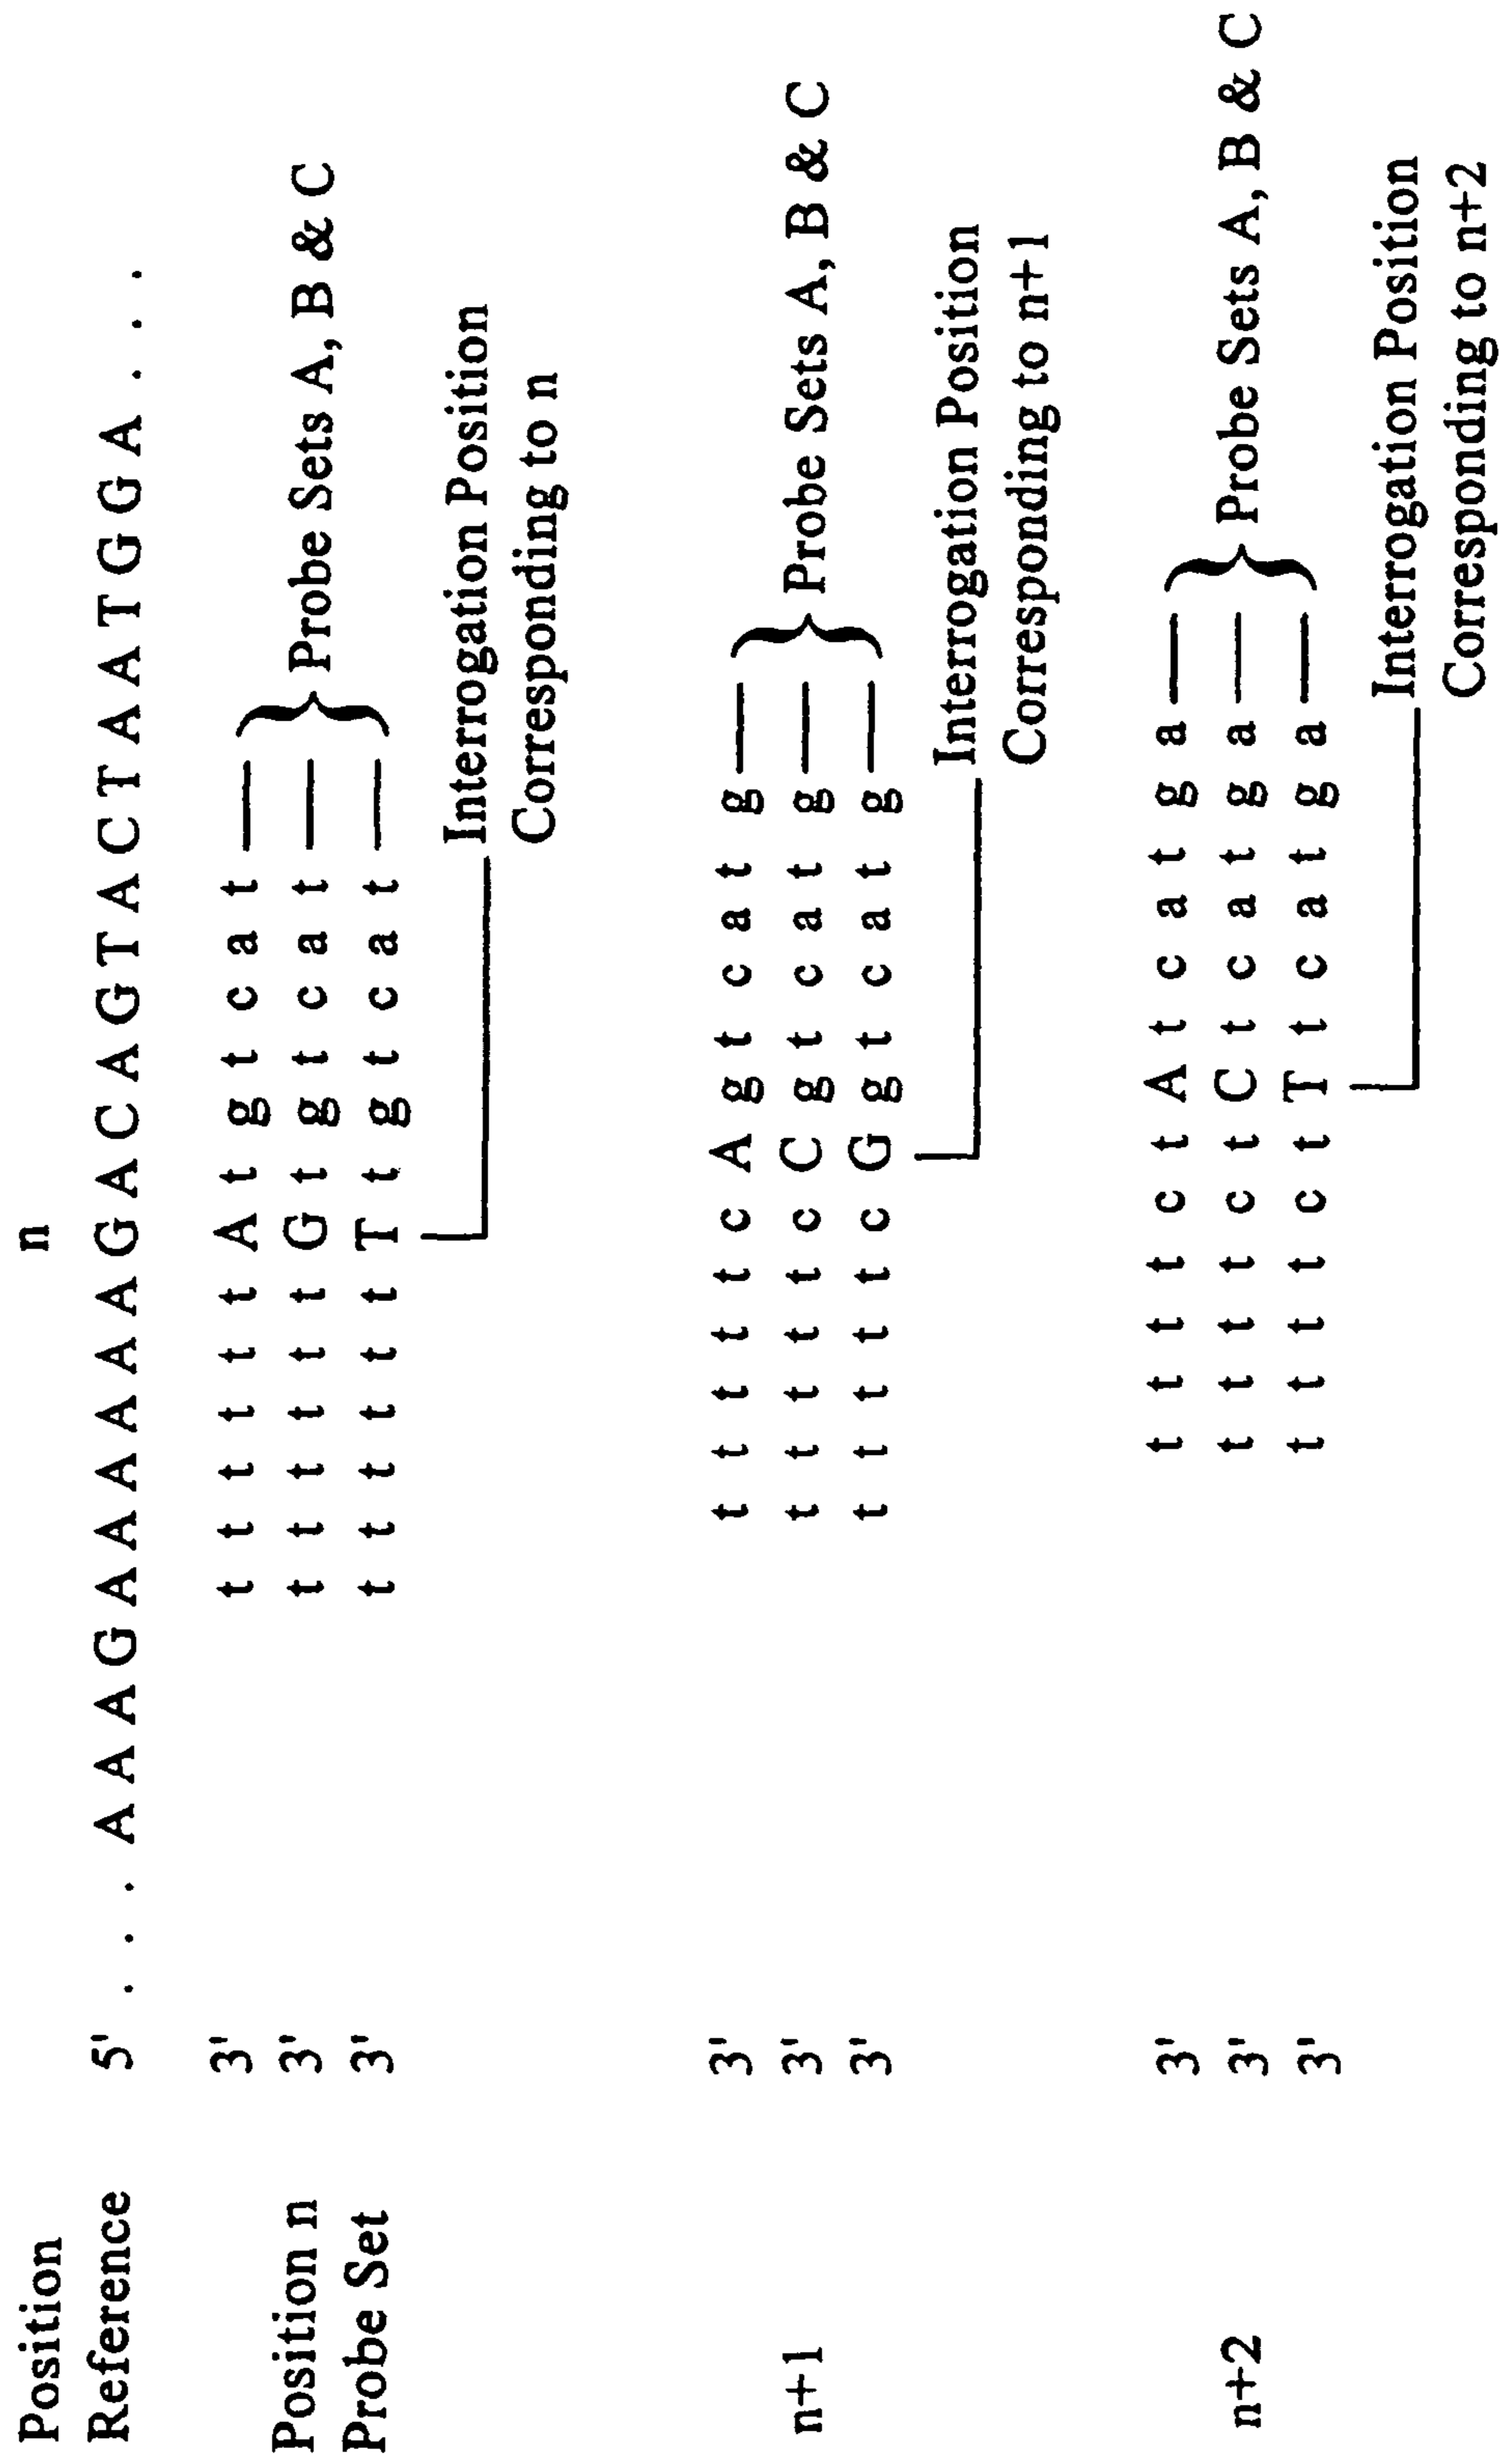 Position n
Reference 5' . . . A A A G A A A A A A G A C A G T A C T A A T G G A . . .
3' t t t t t t A t g t c a t
Position n 3' t t t t t t G t g t c a t Probe Sets A, B & C
Probe Set 3' t t t t t t T t g t c a t
Interrogation Position
Corresponding to n
3' t t t t t c A g t c a t g
n+1 3' t t t t t c C g t c a t g Probe Sets A, B & C
3' t t t t t c G g t c a t g
Interrogation Position
Corresponding to n+1
3' t t t t c t A t c a t g a
n+2 3' t t t t c t C t c a t g a Probe Sets A, B & C
3' t t t t c t T t c a t g a
Interrogation Position
Corresponding to n+2